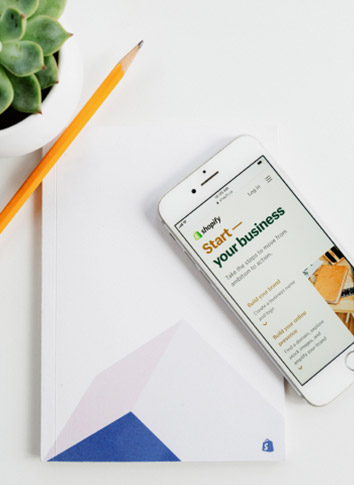 Log in
shopify
Start —
your business
Take the steps to move from
ambition to action.
Build your brand
Create a business name
and logo.
Build your online
presence
Find a domain, explore
stock images, and
amplify your brand